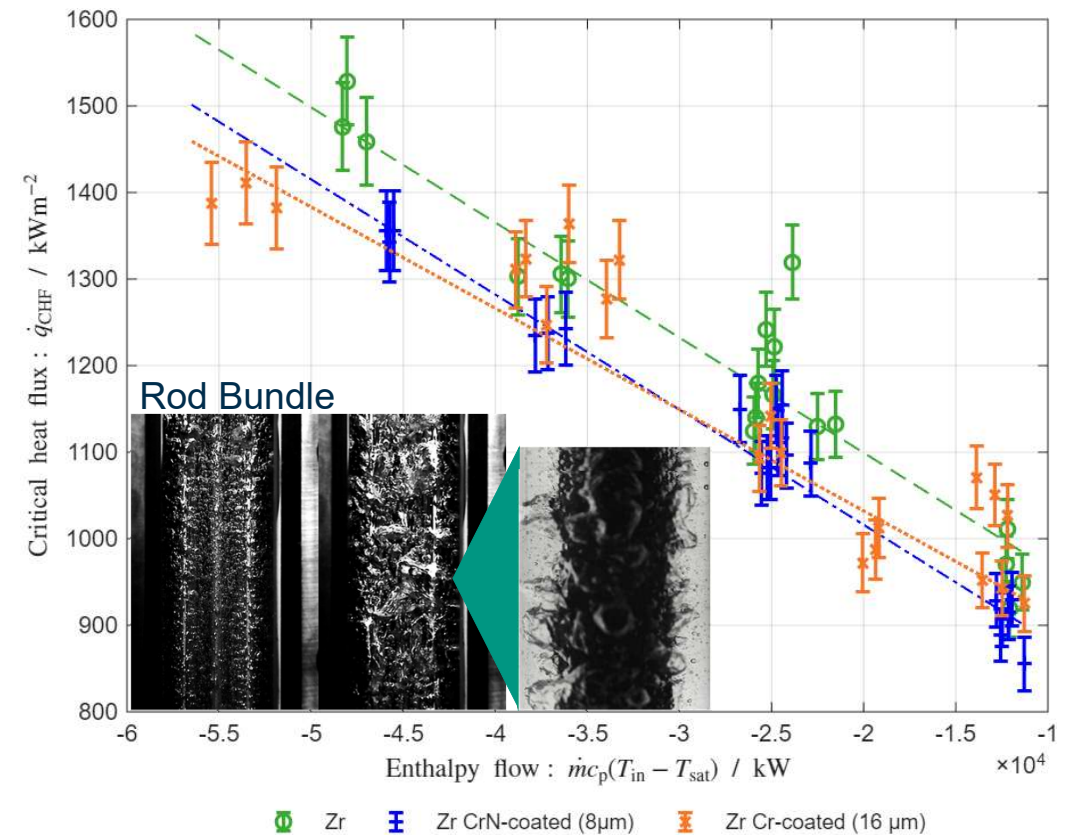 1600
1500
1400
1300
1200
1100
1000
900
800
Critical heat flux : q̇CHF / kWm⁻²
Rod Bundle
-6 -5.5 -5 -4.5 -4 -3.5 -3 -2.5 -2 -1.5 -1
×10⁴
Enthalpy flow : ṁcp(Tin − Tsat) / kW
Zr Zr CrN-coated (8µm) Zr Cr-coated (16 µm)